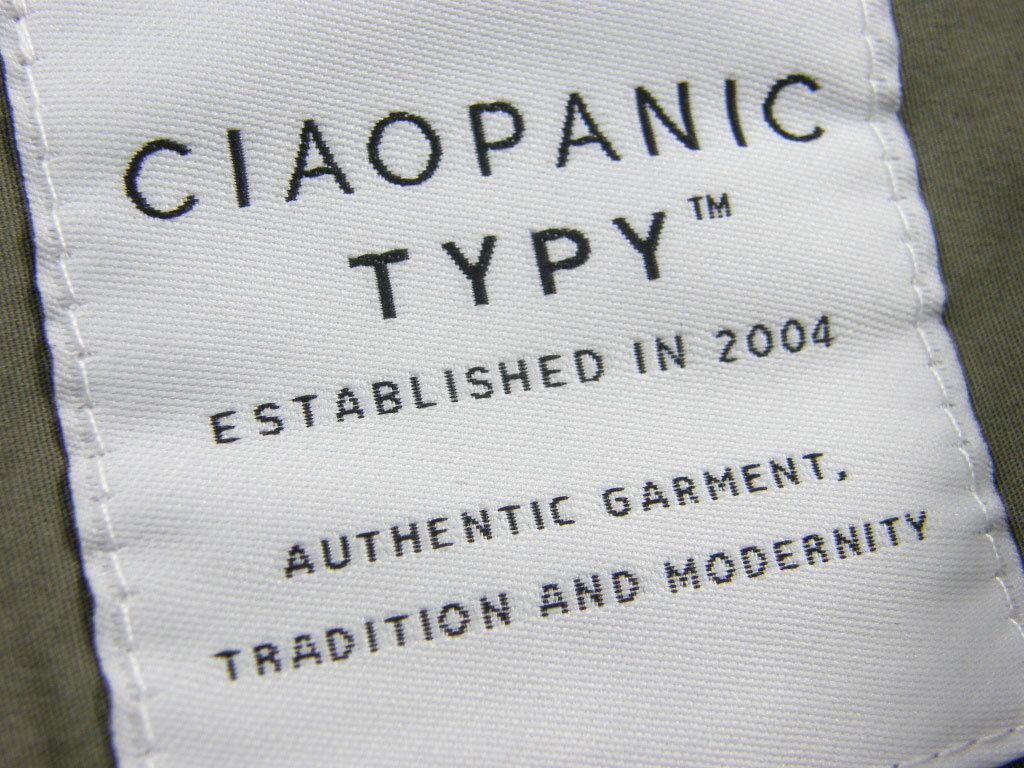 CIAOPANIC
TYPY™
ESTABLISHED IN 2004
AUTHENTIC GARMENT,
TRADITION AND MODERNITY